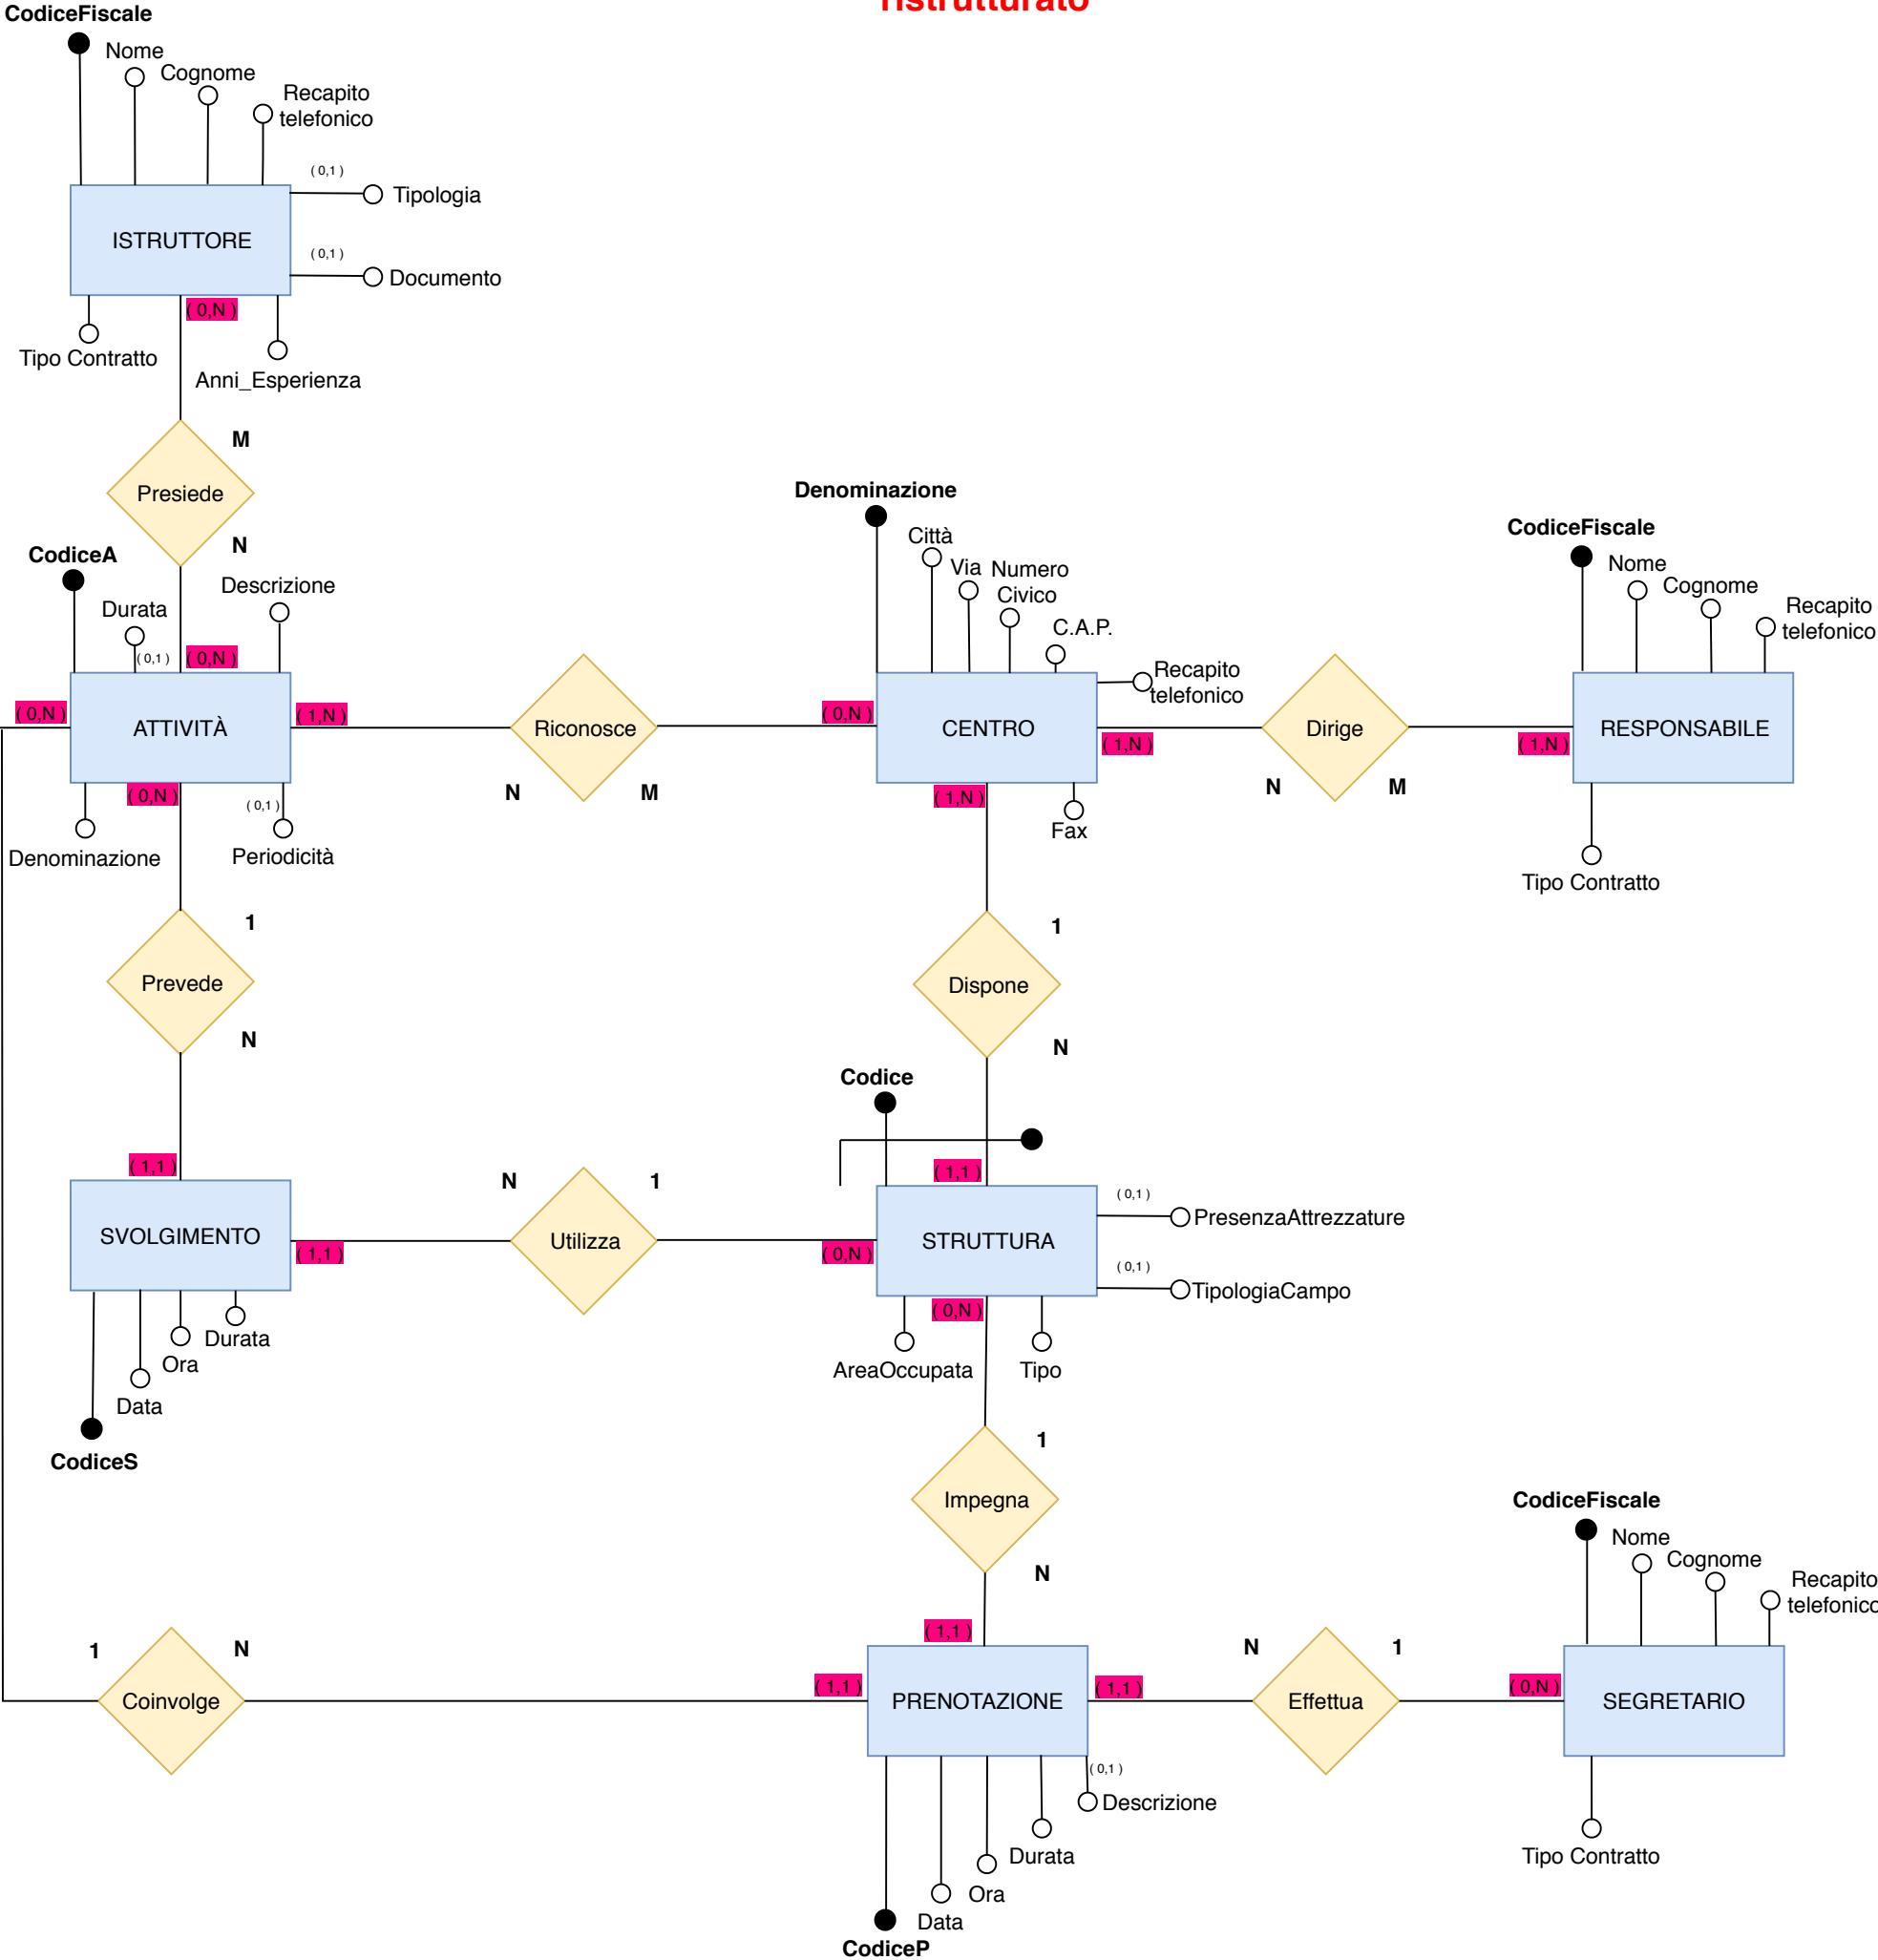 ristrutturato
CodiceFiscale
Nome
Cognome
Recapito
telefonico
( 0,1 )
Tipologia
ISTRUTTORE
( 0,1 )
Documento
( 0,N )
Tipo Contratto
Anni_Esperienza
M
Presiede
N
CodiceA
Durata
( 0,1 )
Descrizione
( 0,N )
( 0,N )
ATTIVITÀ
( 1,N )
( 0,N )
( 0,1 )
Denominazione
Periodicità
Riconosce
N
M
Denominazione
Città
Via
Numero
Civico
C.A.P.
Recapito
telefonico
( 0,N )
CENTRO
( 1,N )
( 1,N )
Fax
Dirige
N
M
CodiceFiscale
Nome
Cognome
Recapito
telefonico
( 1,N )
RESPONSABILE
Tipo Contratto
1
Prevede
N
1
Dispone
N
Codice
( 1,1 )
( 1,1 )
SVOLGIMENTO
( 1,1 )
N
1
Utilizza
( 0,N )
STRUTTURA
( 0,1 )
PresenzaAttrezzature
( 0,1 )
TipologiaCampo
( 0,N )
AreaOccupata
Tipo
Durata
Ora
Data
CodiceS
1
Impegna
N
CodiceFiscale
Nome
Cognome
Recapito
telefonico
( 1,1 )
1
N
Coinvolge
( 1,1 )
PRENOTAZIONE
( 1,1 )
N
1
Effettua
( 0,N )
SEGRETARIO
( 0,1 )
Descrizione
Durata
Ora
Data
CodiceP
Tipo Contratto